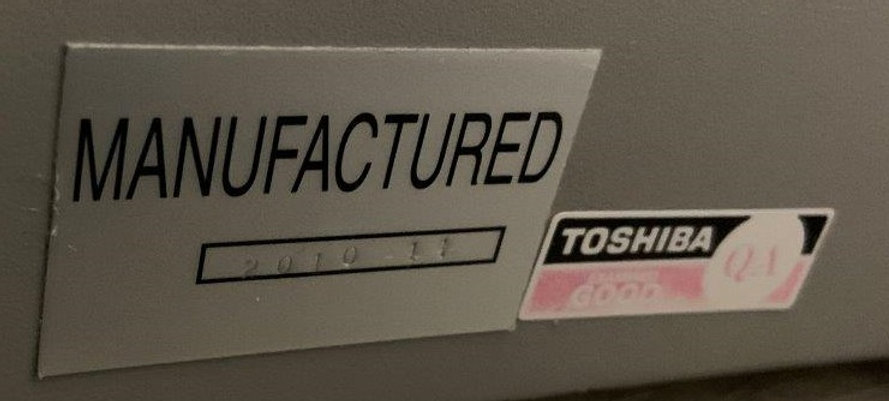 MANUFACTURED
2010 11
TOSHIBA
QA
GOOD